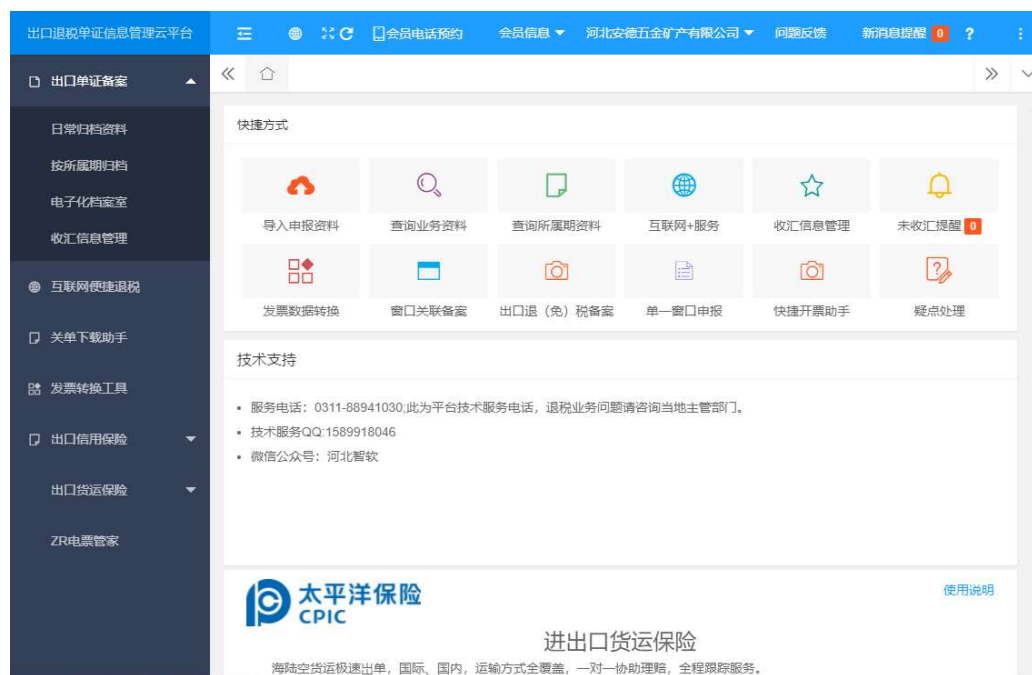 出口退税单证信息管理云平台
会员电话预约 会员信息 河北安德五金矿产有限公司 问题反馈 新消息提醒 0 ?
出口单证备案
日常归档资料
按所属期归档
电子化档案室
收汇信息管理
互联网便捷退税
关单下载助手
发票转换工具
出口信用保险
出口货运保险
ZR电票管家
快捷方式
导入申报资料 查询业务资料 查询所属期资料 互联网+服务 收汇信息管理 未收汇提醒 0
发票数据转换 窗口关联备案 出口退（免）税备案 单一窗口申报 快捷开票助手 疑点处理
技术支持
服务电话：0311-88941030;此为平台技术服务电话，退税业务问题请咨询当地主管部门。
技术服务QQ:1589918046
微信公众号：河北智软
太平洋保险
CPIC
使用说明
进出口货运保险
海陆空货运极速出单，国际、国内，运输方式全覆盖，一对一协助理赔，全程跟踪服务。